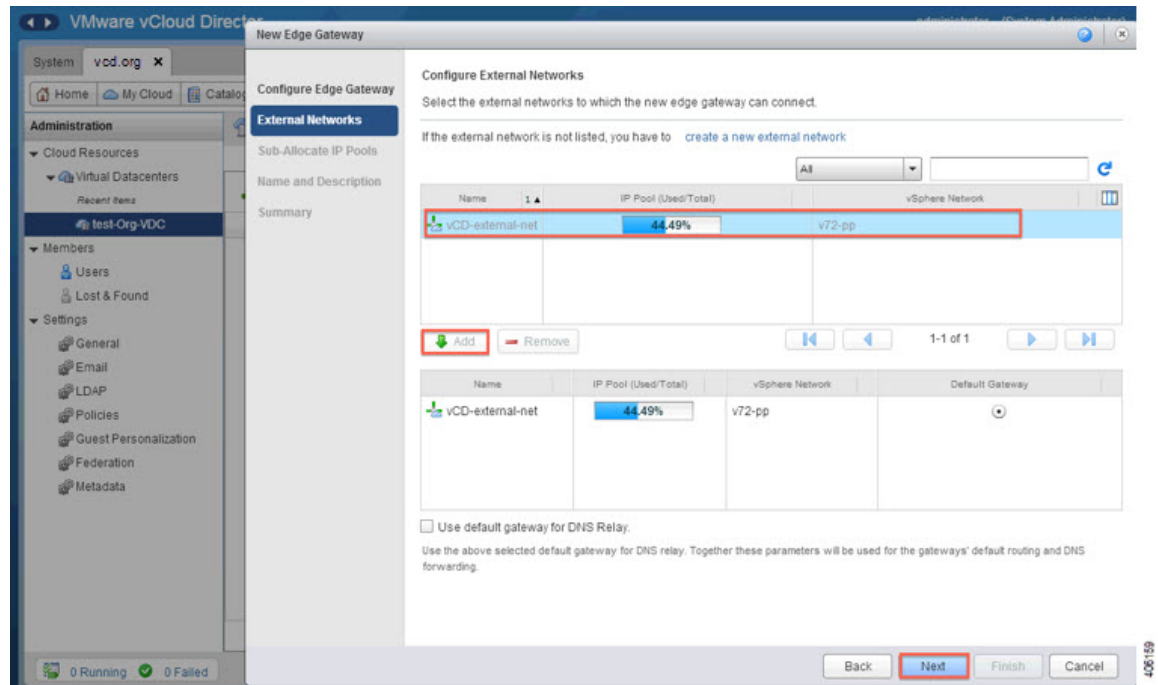 VMware vCloud Director
administrator (System Administrator)
New Edge Gateway
System vcd.org
Home My Cloud Catalog
Administration
Cloud Resources
Virtual Datacenters
Recent Items
test-Org-VDC
Members
Users
Lost & Found
Settings
General
Email
LDAP
Policies
Guest Personalization
Federation
Metadata
0 Running 0 Failed
Configure Edge Gateway
External Networks
Sub-Allocate IP Pools
Name and Description
Summary
Configure External Networks
Select the external networks to which the new edge gateway can connect.
If the external network is not listed, you have to create a new external network
All
Name 1 IP Pool (Used/Total) vSphere Network
vCD-external-net 44.49% v72-pp
Add Remove 1-1 of 1
Name IP Pool (Used/Total) vSphere Network Default Gateway
vCD-external-net 44.49% v72-pp
Use default gateway for DNS Relay.
Use the above selected default gateway for DNS relay. Together these parameters will be used for the gateways' default routing and DNS
forwarding.
Back Next Finish Cancel
406159